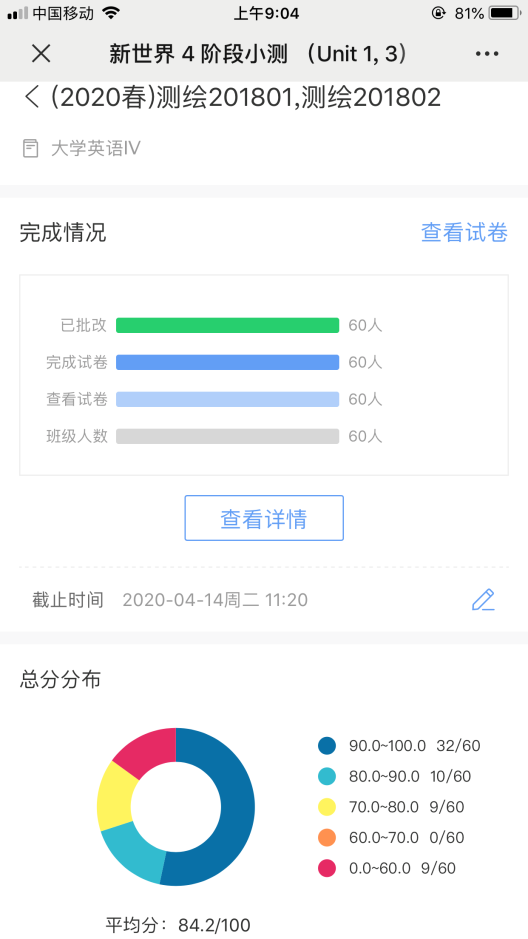 中国移动 上午9:04 81%
新世界 4 阶段小测 （Unit 1, 3）
(2020春)测绘201801,测绘201802
大学英语IV
完成情况 查看试卷
已批改 60人
完成试卷 60人
查看试卷 60人
班级人数 60人
查看详情
截止时间 2020-04-14周二 11:20
总分分布
90.0~100.0 32/60
80.0~90.0 10/60
70.0~80.0 9/60
60.0~70.0 0/60
0.0~60.0 9/60
平均分：84.2/100